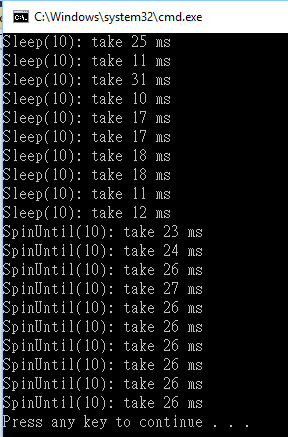 C:\Windows\system32\cmd.exe
Sleep(10): take 25 ms
Sleep(10): take 11 ms
Sleep(10): take 31 ms
Sleep(10): take 10 ms
Sleep(10): take 17 ms
Sleep(10): take 17 ms
Sleep(10): take 18 ms
Sleep(10): take 18 ms
Sleep(10): take 11 ms
Sleep(10): take 12 ms
SpinUntil(10): take 23 ms
SpinUntil(10): take 24 ms
SpinUntil(10): take 26 ms
SpinUntil(10): take 27 ms
SpinUntil(10): take 26 ms
SpinUntil(10): take 26 ms
SpinUntil(10): take 26 ms
SpinUntil(10): take 26 ms
SpinUntil(10): take 26 ms
SpinUntil(10): take 26 ms
Press any key to continue . . .